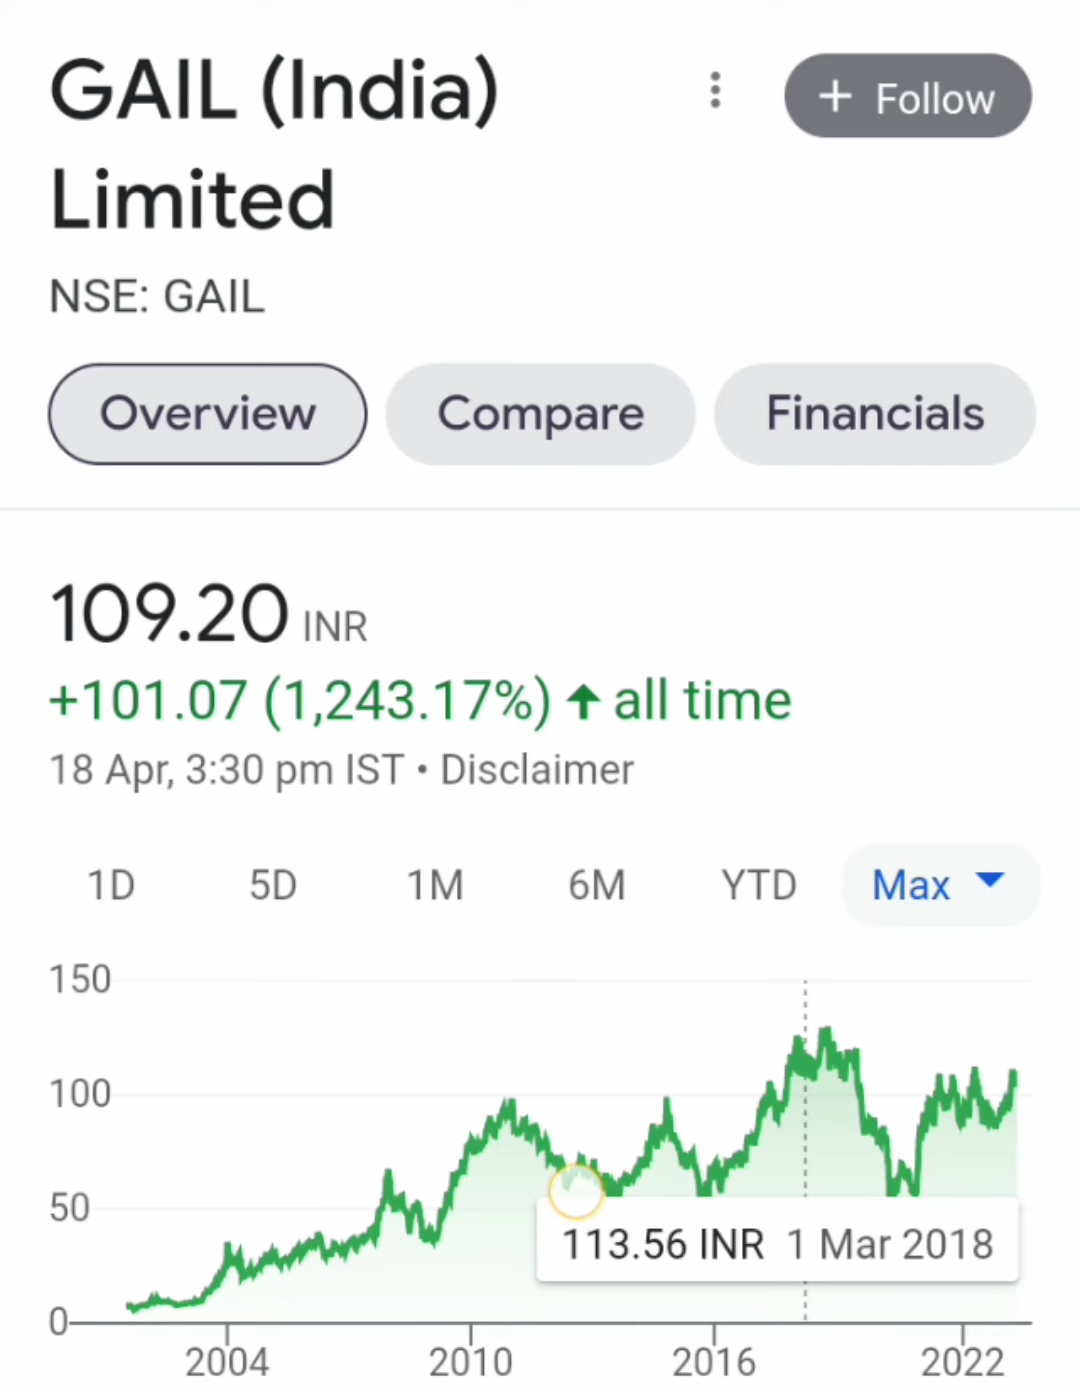 GAIL (India)
Limited
+ Follow
NSE: GAIL
Overview Compare Financials
109.20 INR
+101.07 (1,243.17%) ↑ all time
18 Apr, 3:30 pm IST • Disclaimer
1D 5D 1M 6M YTD Max
150
100
50
113.56 INR 1 Mar 2018
0
2004 2010 2016 2022